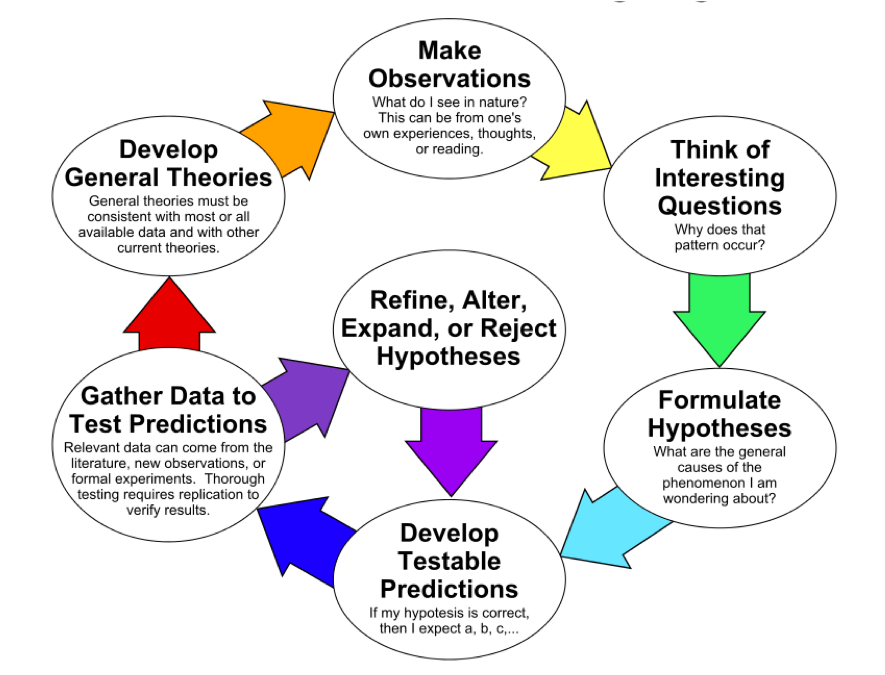 Make
Observations
What do I see in nature?
This can be from one's
own experiences, thoughts,
or reading.
Think of
Interesting
Questions
Why does that
pattern occur?
Formulate
Hypotheses
What are the general
causes of the
phenomenon I am
wondering about?
Develop
Testable
Predictions
If my hypotesis is correct,
then I expect a, b, c,...
Gather Data to
Test Predictions
Relevant data can come from the
literature, new observations, or
formal experiments.  Thorough
testing requires replication to
verify results.
Refine, Alter,
Expand, or Reject
Hypotheses
Develop
General Theories
General theories must be
consistent with most or all
available data and with other
current theories.